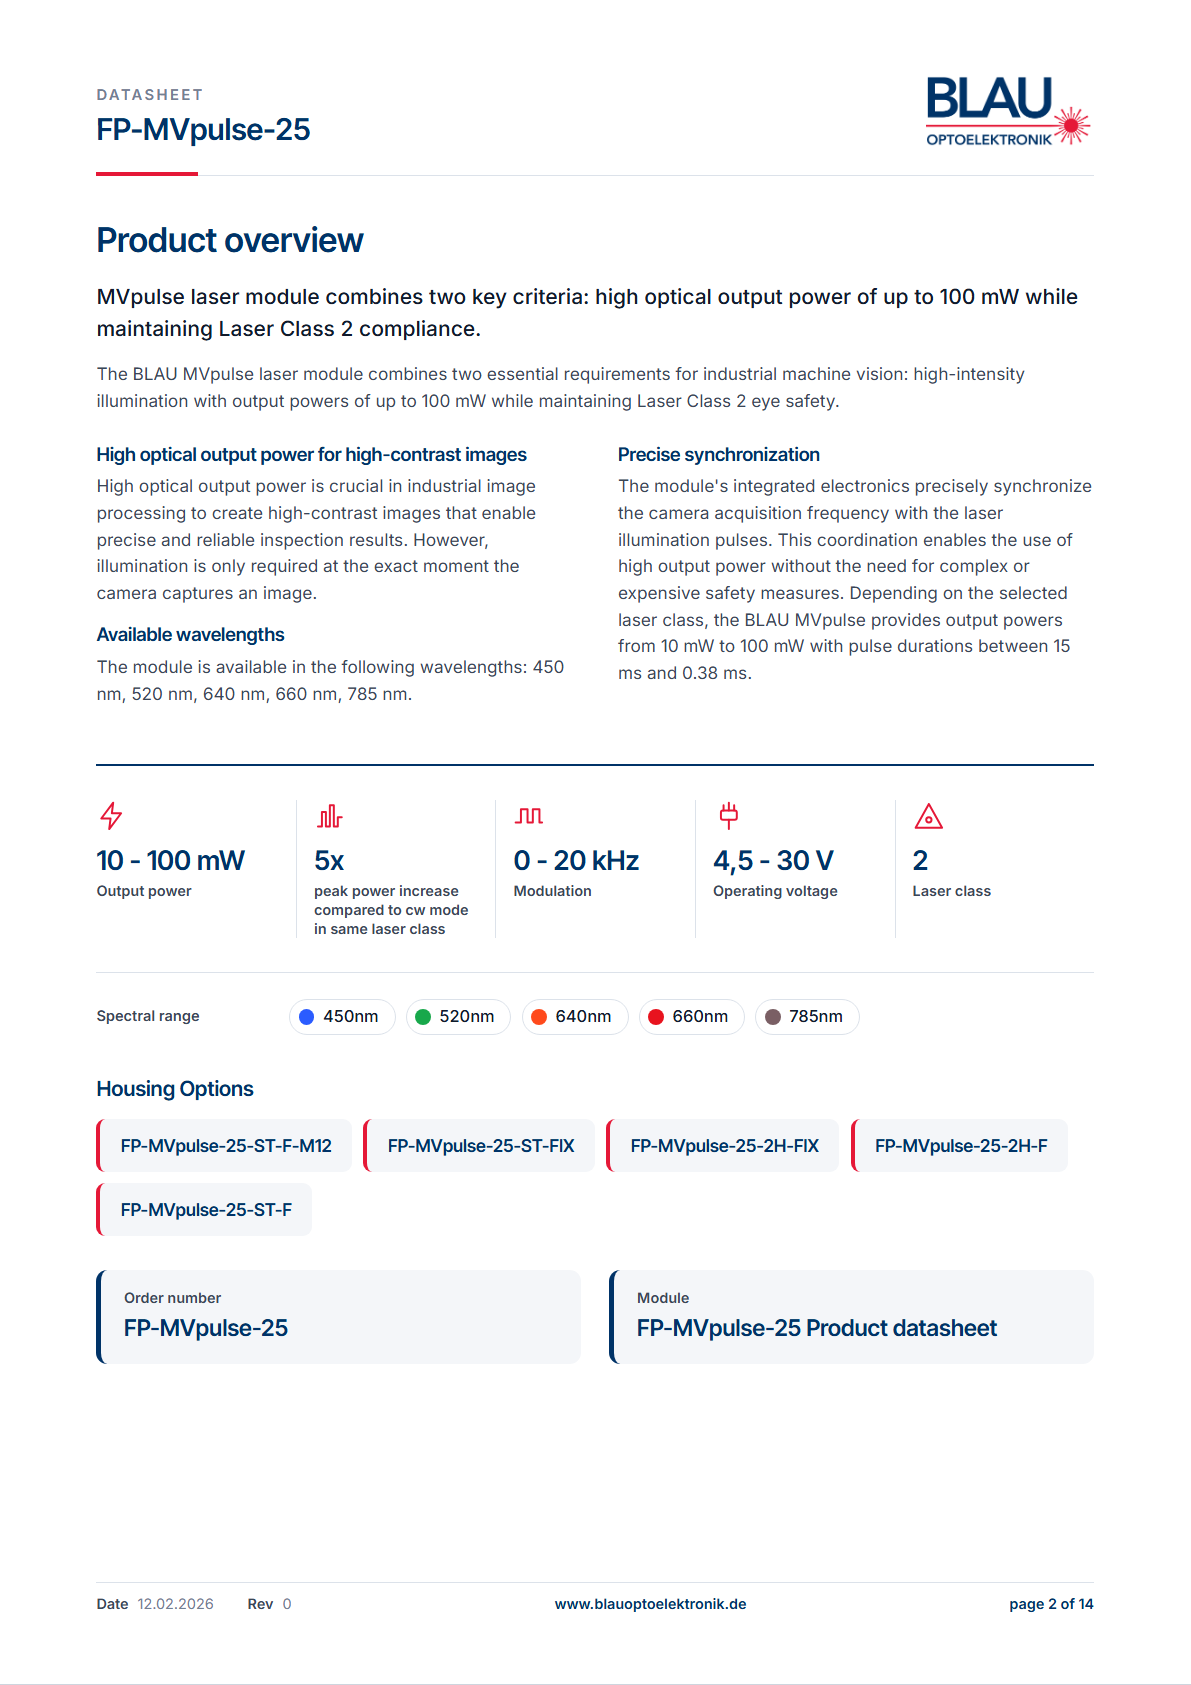 DATASHEET
FP-MVpulse-25
BLAU
OPTOELEKTRONIK
Product overview
MVpulse laser module combines two key criteria: high optical output power of up to 100 mW while
maintaining Laser Class 2 compliance.
The BLAU MVpulse laser module combines two essential requirements for industrial machine vision: high-intensity
illumination with output powers of up to 100 mW while maintaining Laser Class 2 eye safety.
High optical output power for high-contrast images
High optical output power is crucial in industrial image
processing to create high-contrast images that enable
precise and reliable inspection results. However,
illumination is only required at the exact moment the
camera captures an image.
Available wavelengths
The module is available in the following wavelengths: 450
nm, 520 nm, 640 nm, 660 nm, 785 nm.
Precise synchronization
The module's integrated electronics precisely synchronize
the camera acquisition frequency with the laser
illumination pulses. This coordination enables the use of
high output power without the need for complex or
expensive safety measures. Depending on the selected
laser class, the BLAU MVpulse provides output powers
from 10 mW to 100 mW with pulse durations between 15
ms and 0.38 ms.
10 - 100 mW
Output power
5x
peak power increase
compared to cw mode
in same laser class
0 - 20 kHz
Modulation
4,5 - 30 V
Operating voltage
2
Laser class
Spectral range
450nm
520nm
640nm
660nm
785nm
Housing Options
FP-MVpulse-25-ST-F-M12
FP-MVpulse-25-ST-FIX
FP-MVpulse-25-2H-FIX
FP-MVpulse-25-2H-F
FP-MVpulse-25-ST-F
Order number
FP-MVpulse-25
Module
FP-MVpulse-25 Product datasheet
Date 12.02.2026 Rev 0
www.blauoptoelektronik.de
page 2 of 14